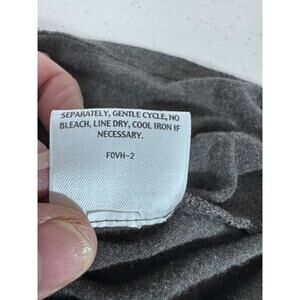 SEPARATELY, GENTLE CYCLE, NO
BLEACH, LINE DRY, COOL IRON IF
NECESSARY.
F0VH-2